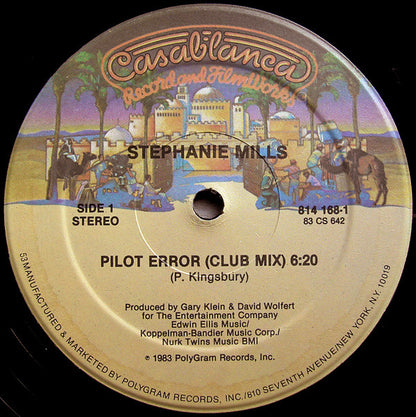 Casablanca
Record and FilmWorks
STEPHANIE MILLS
SIDE 1
STEREO
814 168-1
83 CS 642
PILOT ERROR (CLUB MIX) 6:20
(P. Kingsbury)
Produced by Gary Klein & David Wolfert
for The Entertainment Company
Edwin Ellis Music/
Koppelman-Bandier Music Corp./
Nurk Twins Music BMI
© 1983 PolyGram Records, Inc.
53 MANUFACTURED & MARKETED BY POLYGRAM RECORDS, INC./810 SEVENTH AVENUE/NEW YORK, N.Y. 10019